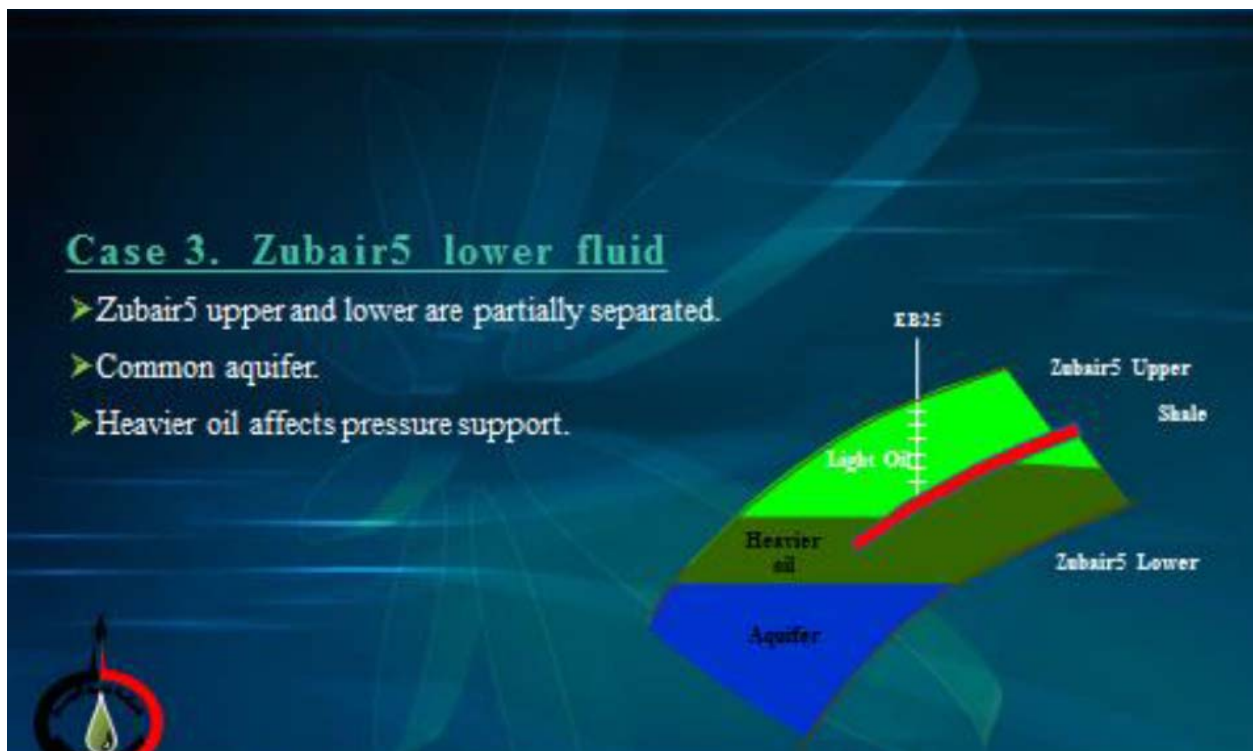 Case 3. Zubair5 lower fluid
➤Zubair5 upper and lower are partially separated.
➤Common aquifer.
➤Heavier oil affects pressure support.
EB25
Zubair5 Upper
Shale
Light Oil
Heavier
oil
Zubair5 Lower
Aquifer